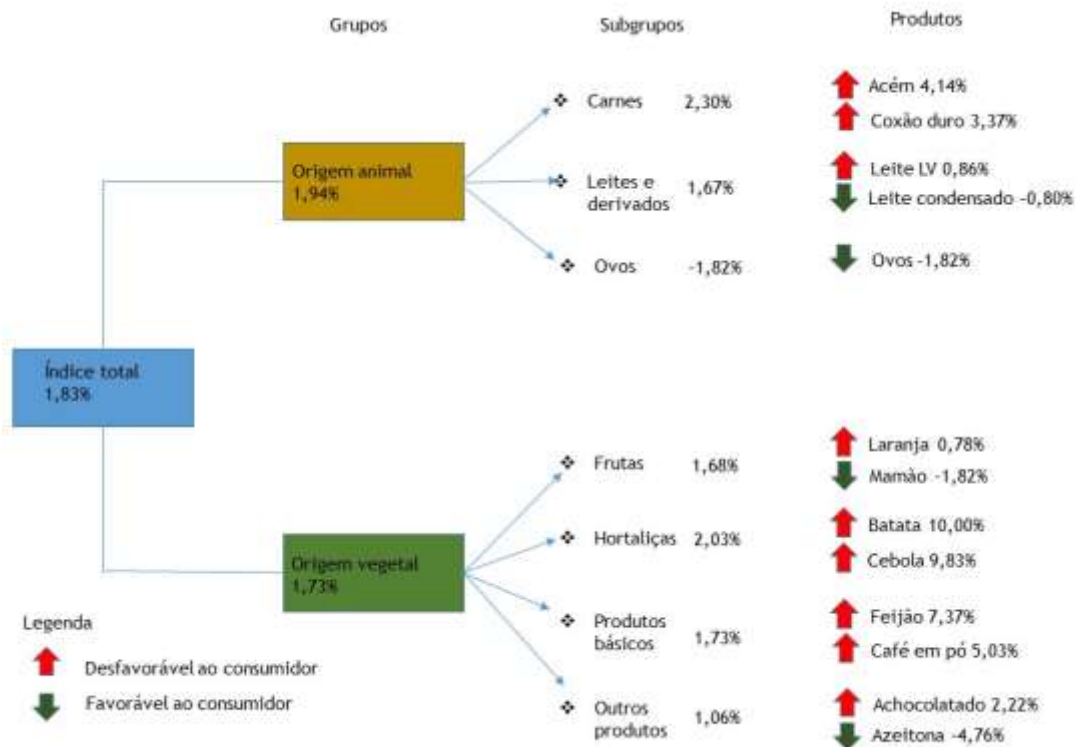 Grupos
Subgrupos
Produtos
Carnes 2,30%
Acém 4,14%
Coxão duro 3,37%
Origem animal
1,94%
Leites e
derivados 1,67%
Leite LV 0,86%
Leite condensado -0,80%
Ovos -1,82%
Ovos -1,82%
Índice total
1,83%
Frutas 1,68%
Laranja 0,78%
Mamão -1,82%
Hortaliças 2,03%
Batata 10,00%
Cebola 9,83%
Origem vegetal
1,73%
Produtos
básicos 1,73%
Feijão 7,37%
Café em pó 5,03%
Outros
produtos 1,06%
Achocolatado 2,22%
Azeitona -4,76%
Legenda
Desfavorável ao consumidor
Favorável ao consumidor